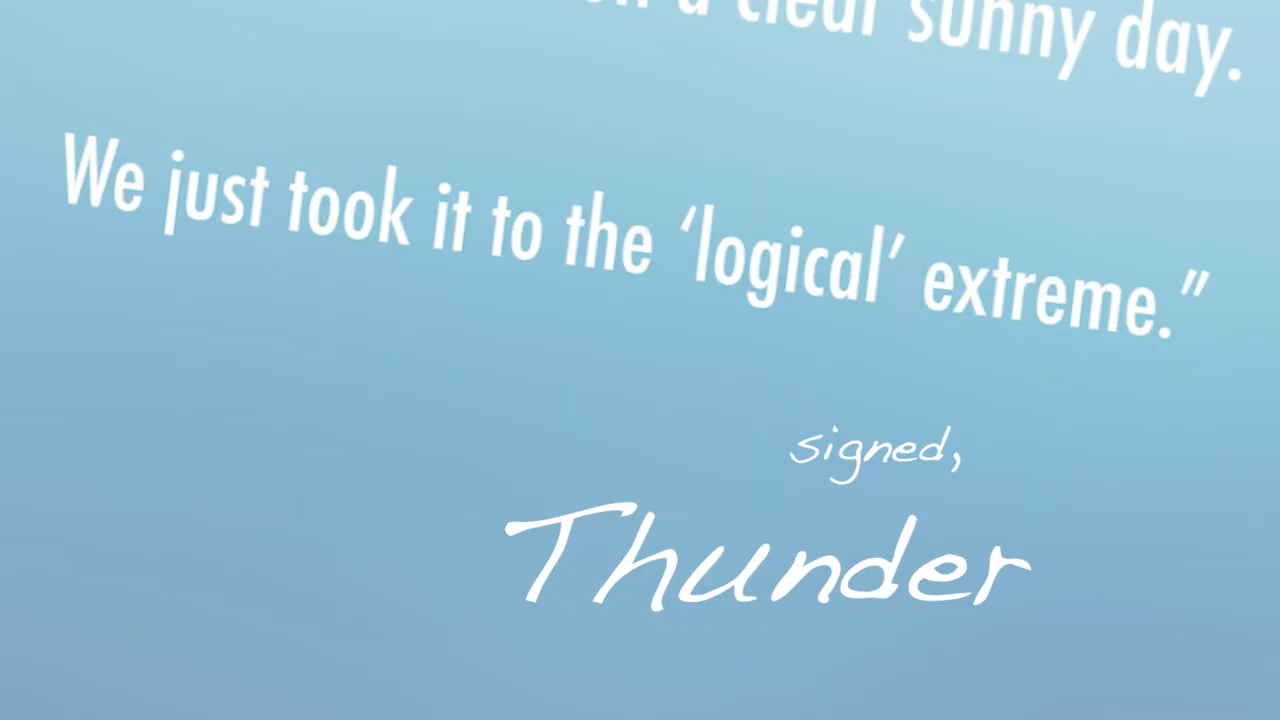 on a clear sunny day.
We just took it to the ‘logical’ extreme.”
signed,
Thunder